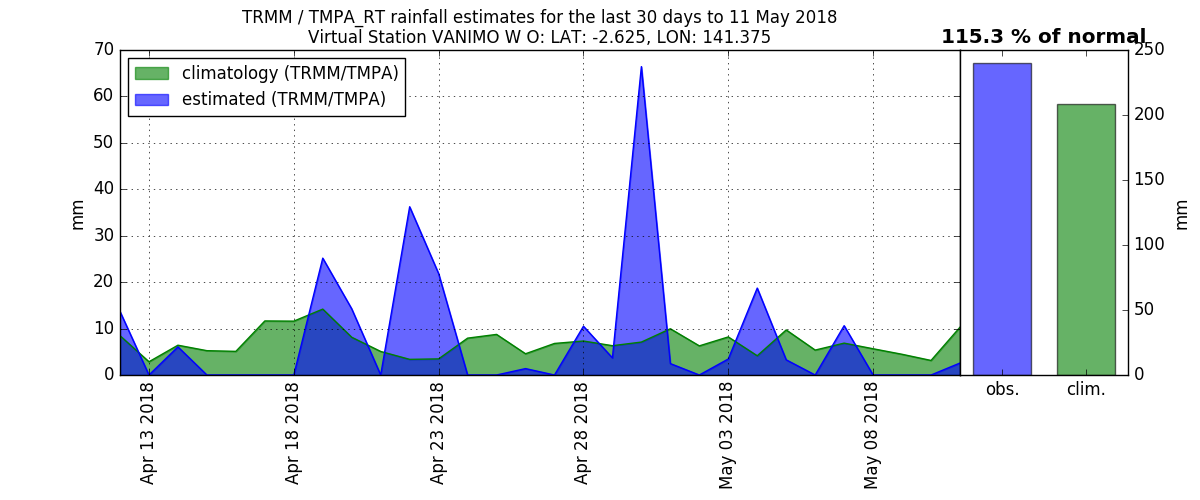 TRMM / TMPA_RT rainfall estimates for the last 30 days to 11 May 2018
Virtual Station VANIMO W O: LAT: -2.625, LON: 141.375
115.3 % of normal
climatology (TRMM/TMPA)
estimated (TRMM/TMPA)
mm
70
60
50
40
30
20
10
0
Apr 13 2018
Apr 18 2018
Apr 23 2018
Apr 28 2018
May 03 2018
May 08 2018
obs.
clim.
250
200
150
100
50
0
mm